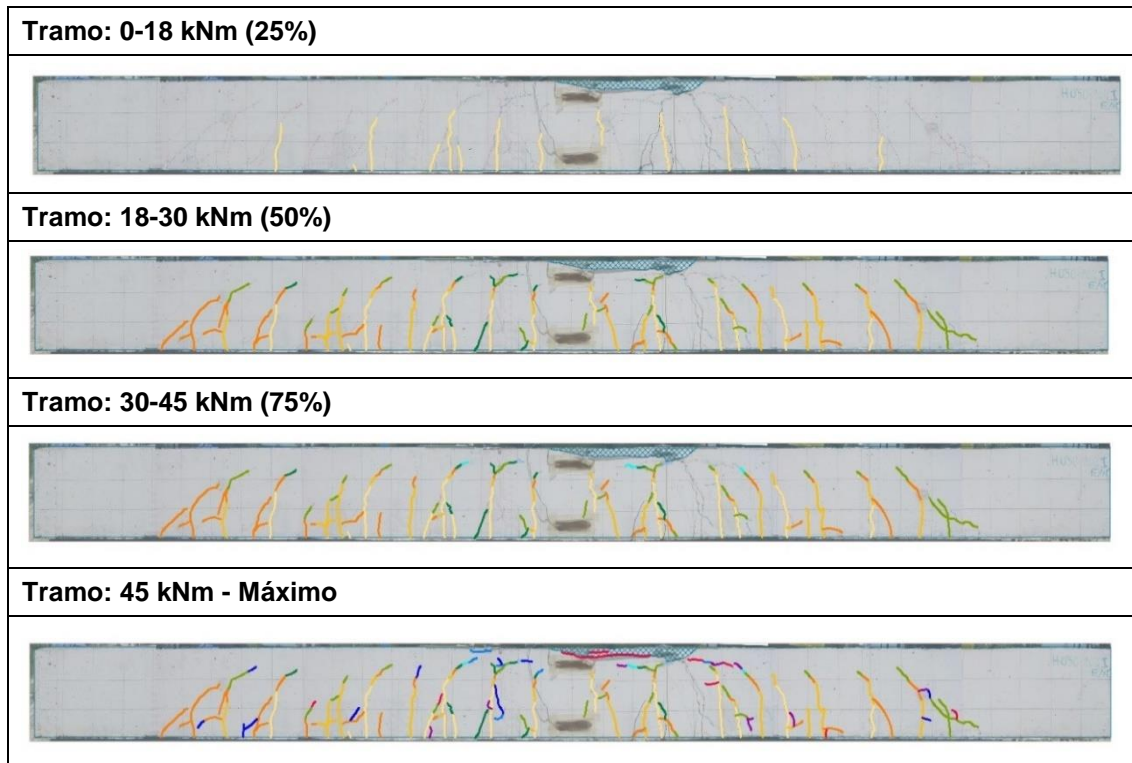 Tramo: 0-18 kNm (25%)
Tramo: 18-30 kNm (50%)
Tramo: 30-45 kNm (75%)
Tramo: 45 kNm - Máximo